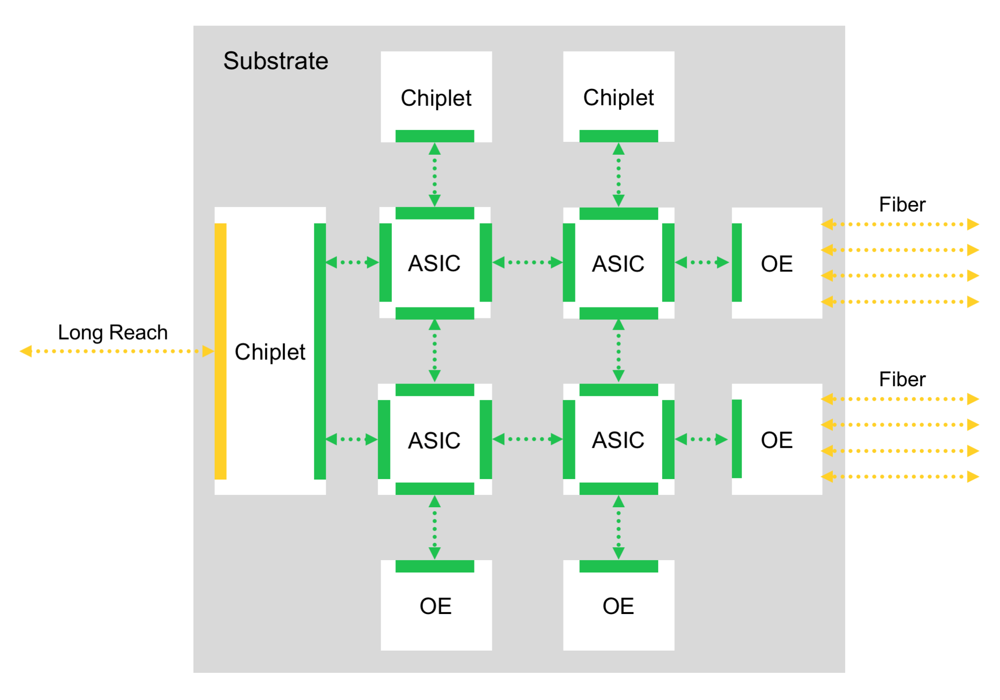 Substrate
Chiplet
Chiplet
Fiber
ASIC
ASIC
OE
Long Reach
Chiplet
Fiber
ASIC
ASIC
OE
OE
OE